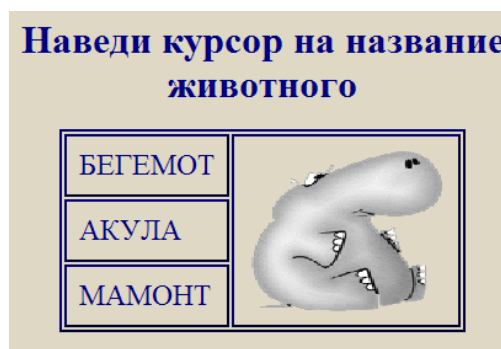 Наведи курсор на название
животного
БЕГЕМОТ
АКУЛА
МАМОНТ